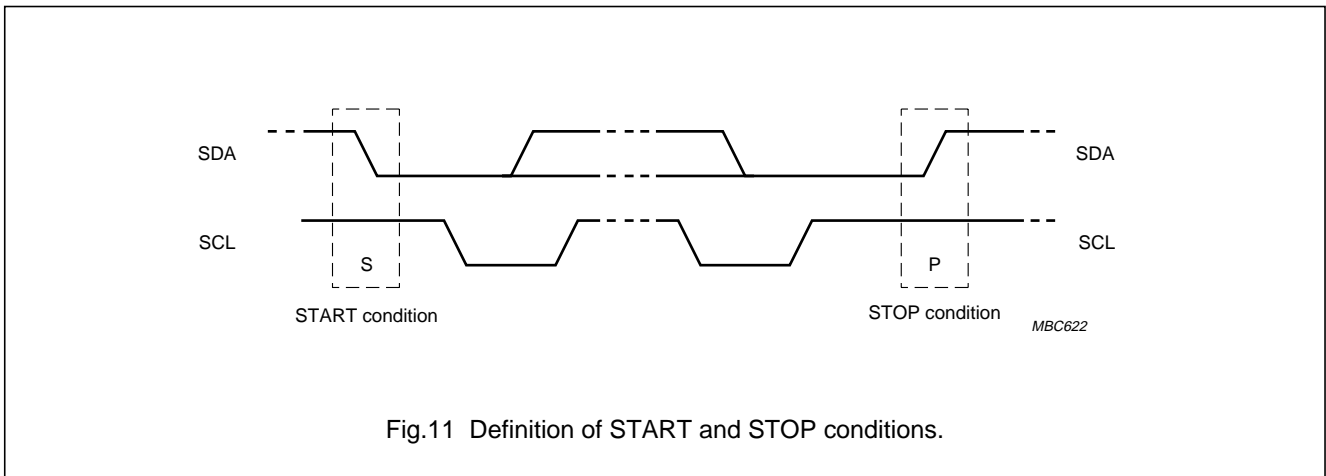 SDA
SDA
SCL
SCL
S
P
START condition
STOP condition
MBC622
Fig.11 Definition of START and STOP conditions.